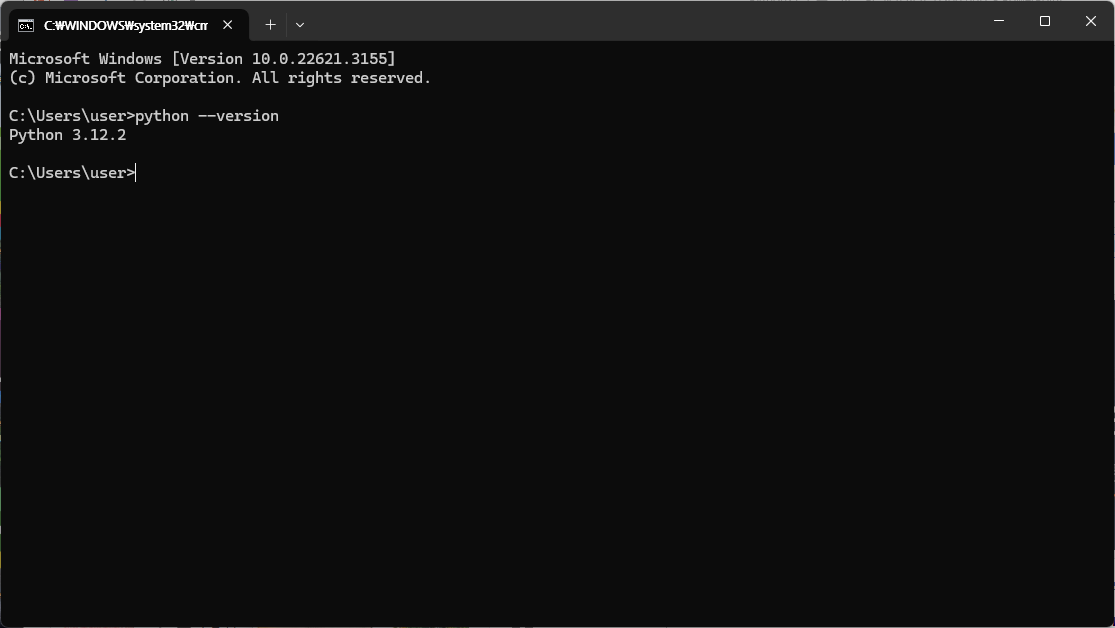 C:₩WINDOWS₩system32₩cm
Microsoft Windows [Version 10.0.22621.3155]
(c) Microsoft Corporation. All rights reserved.
C:\Users\user>python --version
Python 3.12.2
C:\Users\user>